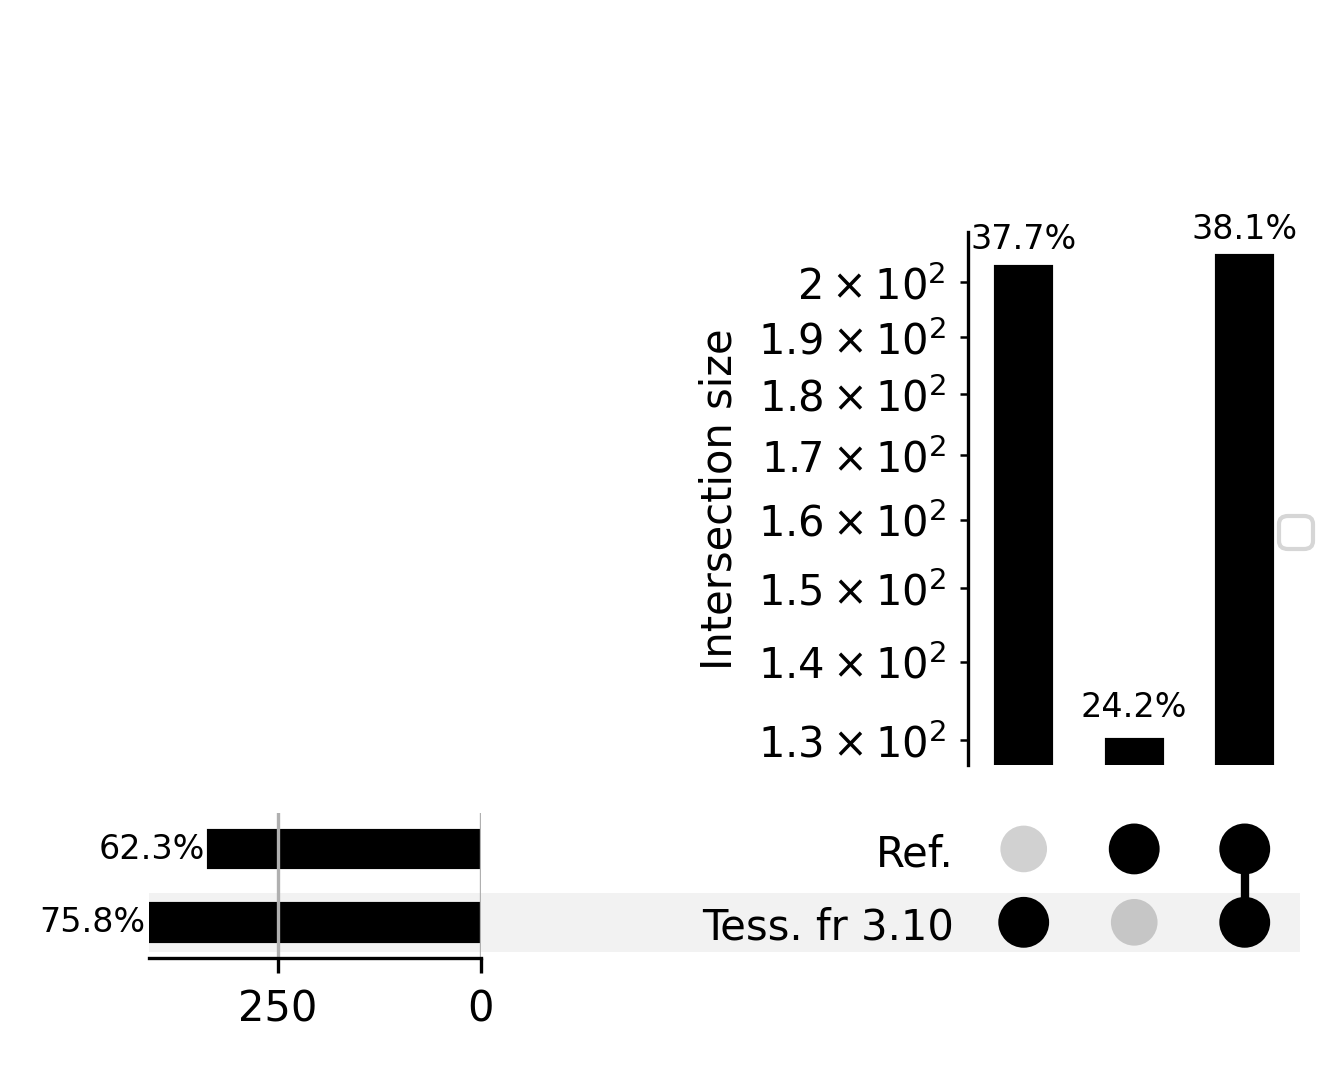 37.7%
38.1%
2 × 10²
1.9 × 10²
1.8 × 10²
1.7 × 10²
1.6 × 10²
1.5 × 10²
1.4 × 10²
1.3 × 10²
Intersection size
24.2%
62.3%
Ref.
75.8%
Tess. fr 3.10
250 0